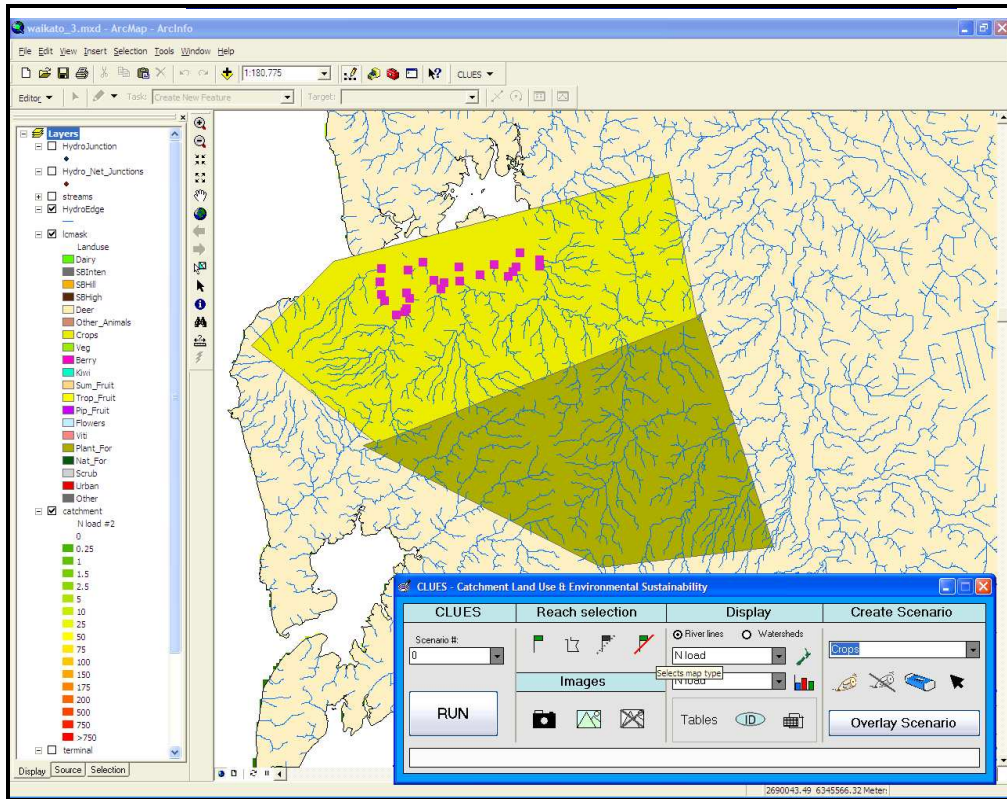 waikato_3.mxd - ArcMap - ArcInfo
File Edit View Insert Selection Tools Window Help
1:180,775 CLUES
Editor Task: Create New Feature Target:
Layers
HydroJunction
Hydro_Net_Junctions
streams
HydroEdge
lcmask
Landuse
Dairy
SBInten
SBHill
SBHigh
Deer
Other_Animals
Crops
Veg
Berry
Kiwi
Sum_Fruit
Trop_Fruit
Pip_Fruit
Flowers
Viti
Plant_For
Nat_For
Scrub
Urban
Other
catchment
N load #2
0
0.25
1
1.5
2.5
5
10
25
50
75
100
150
175
200
500
750
>750
terminal
Display Source Selection
CLUES - Catchment Land Use & Environmental Sustainability
CLUES Reach selection Display Create Scenario
Scenario #:
0
River lines Watersheds
N load
Crops
Selects map type
N load
Images
RUN
Tables ID
Overlay Scenario
2690043.49 6345566.32 Meter: